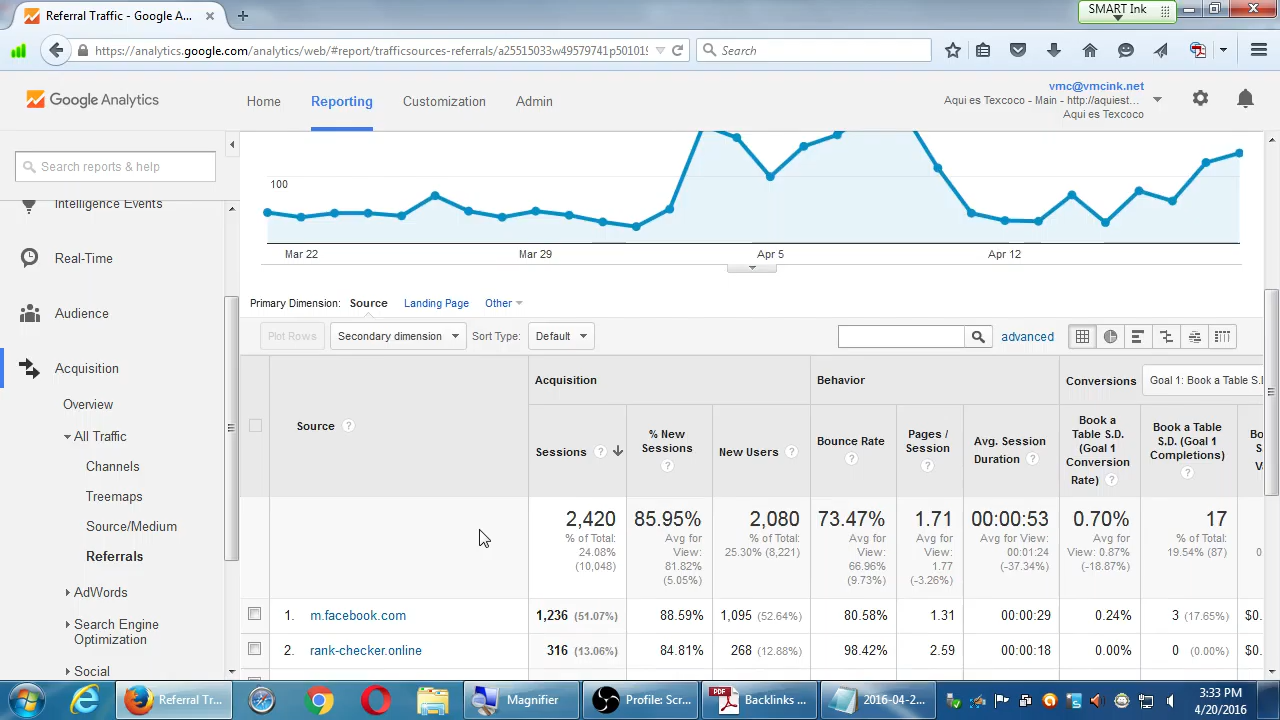 Referral Traffic - Google A...
SMART Ink
https://analytics.google.com/analytics/web/#report/trafficsources-referrals/a25515033w49579741p50101
Search
Google Analytics
Home
Reporting
Customization
Admin
vmc@vmcink.net
Aqui es Texcoco - Main - http://aquiest...
Aqui es Texcoco
Search reports & help
Intelligence Events
Real-Time
Audience
Acquisition
Overview
All Traffic
Channels
Treemaps
Source/Medium
Referrals
AdWords
Search Engine
Optimization
Social
100
Mar 22
Mar 29
Apr 5
Apr 12
Primary Dimension: Source Landing Page Other
Plot Rows
Secondary dimension
Sort Type:
Default
advanced
Acquisition
Behavior
Conversions
Goal 1: Book a Table S.D.
Source ?
Sessions ?
% New
Sessions
?
New Users ?
Bounce Rate
?
Pages /
Session
?
Avg. Session
Duration ?
Book a
Table S.D.
(Goal 1
Conversion
Rate) ?
Book a Table
S.D. (Goal 1
Completions)
?
2,420
% of Total:
24.08%
(10,048)
85.95%
Avg for
View:
81.82%
(5.05%)
2,080
% of Total:
25.30% (8,221)
73.47%
Avg for
View:
66.96%
(9.73%)
1.71
Avg for
View:
1.77
(-3.26%)
00:00:53
Avg for View:
00:01:24
(-37.34%)
0.70%
Avg for
View: 0.87%
(-18.87%)
17
% of Total:
19.54% (87)
1. m.facebook.com 1,236 (51.07%) 88.59% 1,095 (52.64%) 80.58% 1.31 00:00:29 0.24% 3 (17.65%) $0.
2. rank-checker.online 316 (13.06%) 84.81% 268 (12.88%) 98.42% 2.59 00:00:18 0.00% 0 (0.00%) $0.
Referral Tr...
Magnifier
Profile: Scr...
PDF
Backlinks ...
2016-04-2...
3:33 PM
4/20/2016